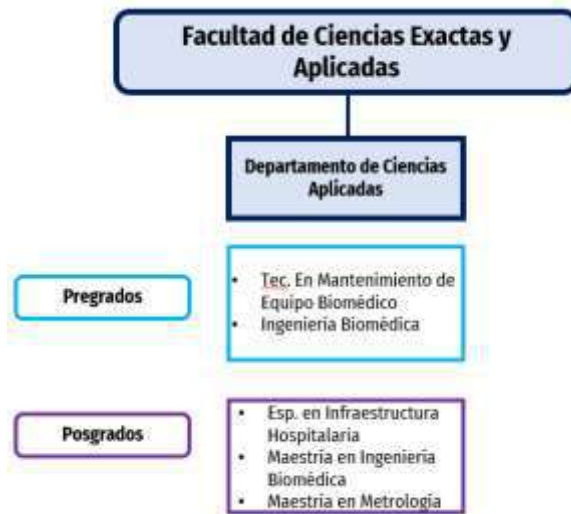 Facultad de Ciencias Exactas y
Aplicadas
Departamento de Ciencias
Aplicadas
Pregrados
• Tec. En Mantenimiento de
Equipo Biomédico
• Ingeniería Biomédica
Posgrados
• Esp. en Infraestructura
Hospitalaria
• Maestría en Ingeniería
Biomédica
• Maestría en Metrología